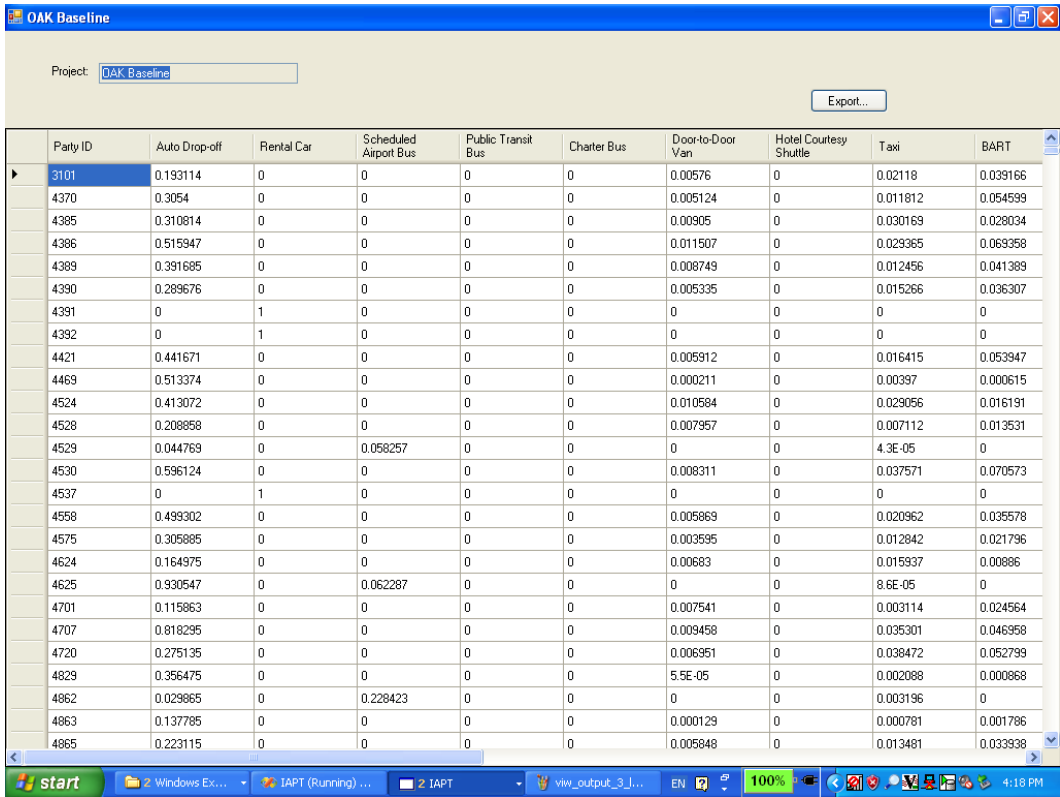 OAK Baseline
Project: OAK Baseline
Export...
Party ID Auto Drop-off Rental Car Scheduled Airport Bus Public Transit Bus Charter Bus Door-to-Door Van Hotel Courtesy Shuttle Taxi BART
3101 0.193114 0 0 0 0 0.00576 0 0.02118 0.039166
4370 0.3054 0 0 0 0 0.005124 0 0.011812 0.054599
4385 0.310814 0 0 0 0 0.00905 0 0.030169 0.028034
4386 0.515947 0 0 0 0 0.011507 0 0.029365 0.069358
4389 0.391685 0 0 0 0 0.008749 0 0.012456 0.041389
4390 0.289676 0 0 0 0 0.005335 0 0.015266 0.036307
4391 0 1 0 0 0 0 0 0 0
4392 0 1 0 0 0 0 0 0 0
4421 0.441671 0 0 0 0 0.005912 0 0.016415 0.053947
4469 0.513374 0 0 0 0 0.000211 0 0.00397 0.000615
4524 0.413072 0 0 0 0 0.010584 0 0.029056 0.016191
4528 0.208858 0 0 0 0 0.007957 0 0.007112 0.013531
4529 0.044769 0 0.058257 0 0 0 0 4.3E-05 0
4530 0.596124 0 0 0 0 0.008311 0 0.037571 0.070573
4537 0 1 0 0 0 0 0 0 0
4558 0.499302 0 0 0 0 0.005869 0 0.020962 0.035578
4575 0.305885 0 0 0 0 0.003595 0 0.012842 0.021796
4624 0.164975 0 0 0 0 0.00683 0 0.015937 0.00886
4625 0.930547 0 0.062287 0 0 0 0 8.6E-05 0
4701 0.115863 0 0 0 0 0.007541 0 0.003114 0.024564
4707 0.818295 0 0 0 0 0.009458 0 0.035301 0.046958
4720 0.275135 0 0 0 0 0.006951 0 0.038472 0.052799
4829 0.356475 0 0 0 0 5.5E-05 0 0.002088 0.000868
4862 0.029865 0 0.228423 0 0 0 0 0.003196 0
4863 0.137785 0 0 0 0 0.000129 0 0.000781 0.001786
4865 0.223115 0 0 0 0 0.005848 0 0.013481 0.033938
start 2 Windows Ex... IAPT (Running) ... 2 IAPT viw_output_3_l... EN 100% 4:18 PM